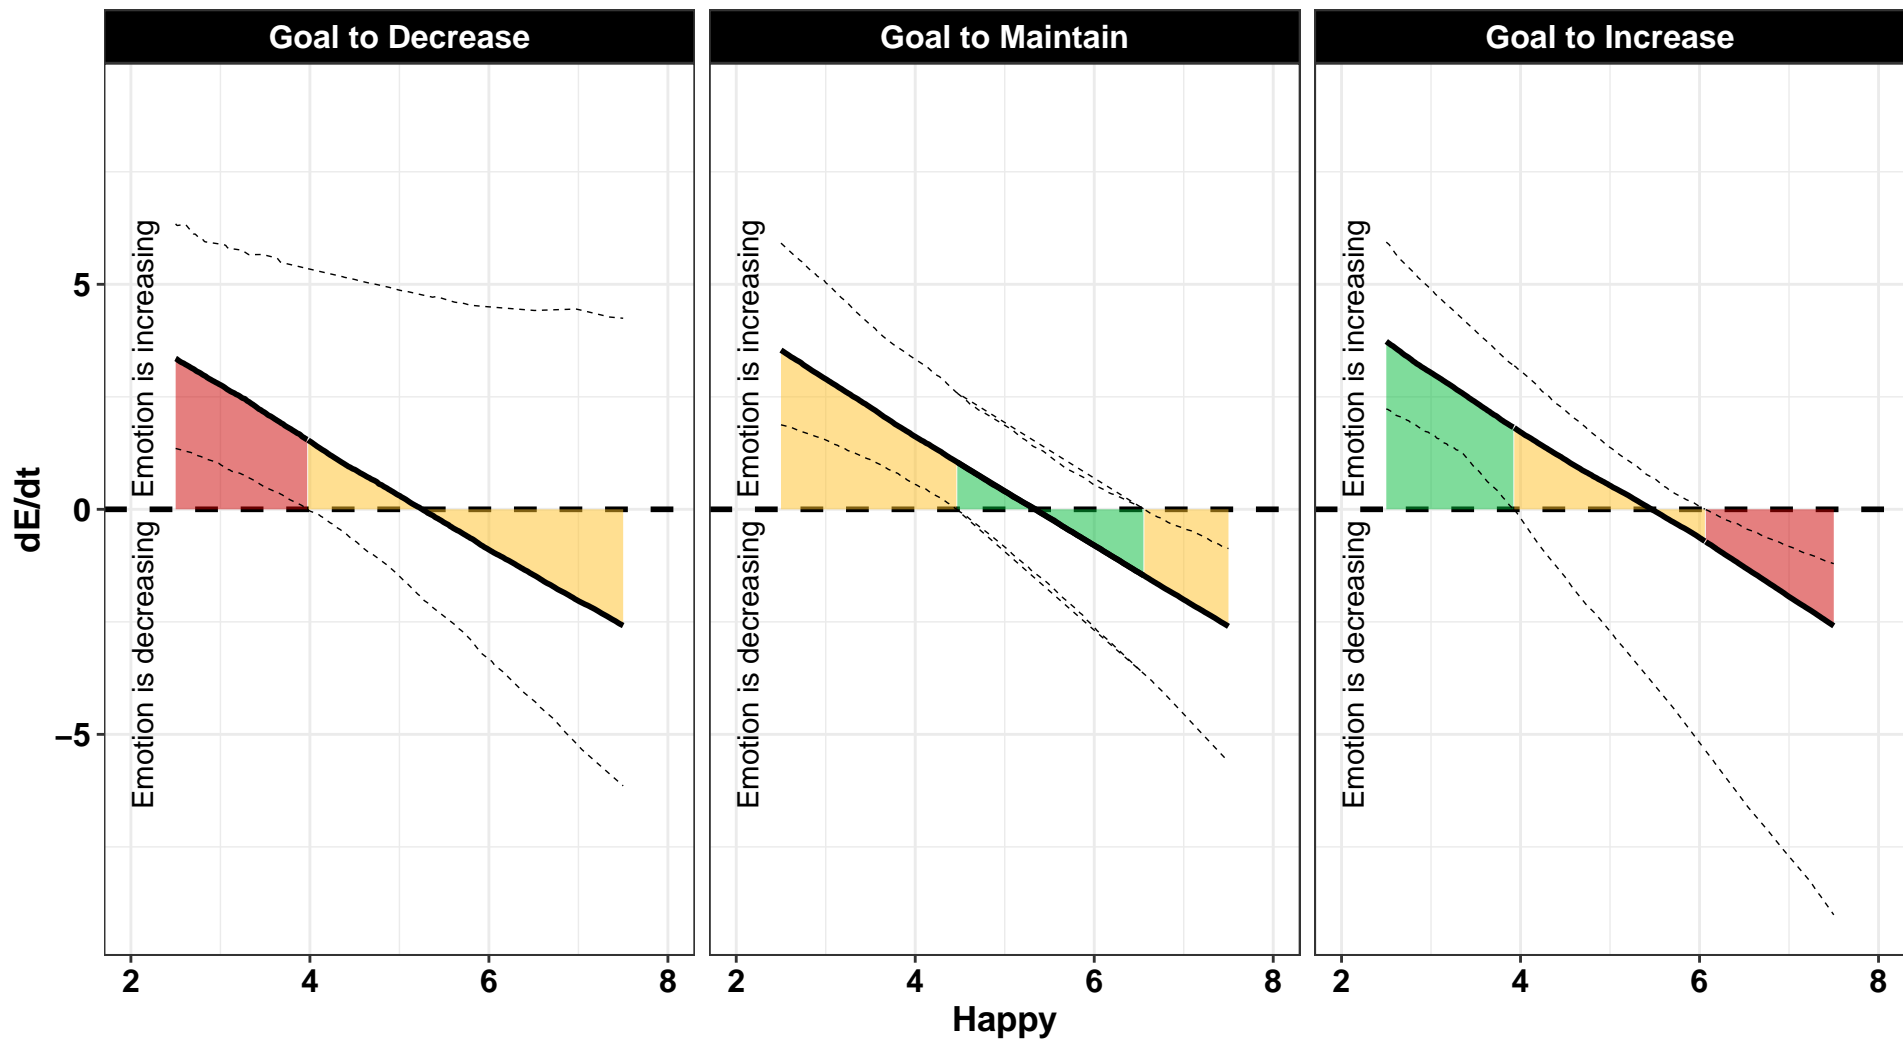 Goal to Decrease
Goal to Maintain
Goal to Increase
dE/dt
5
0
−5
Emotion is increasing
Emotion is decreasing
Emotion is increasing
Emotion is decreasing
Emotion is increasing
Emotion is decreasing
2 4 6 8
2 4 6 8
2 4 6 8
Happy